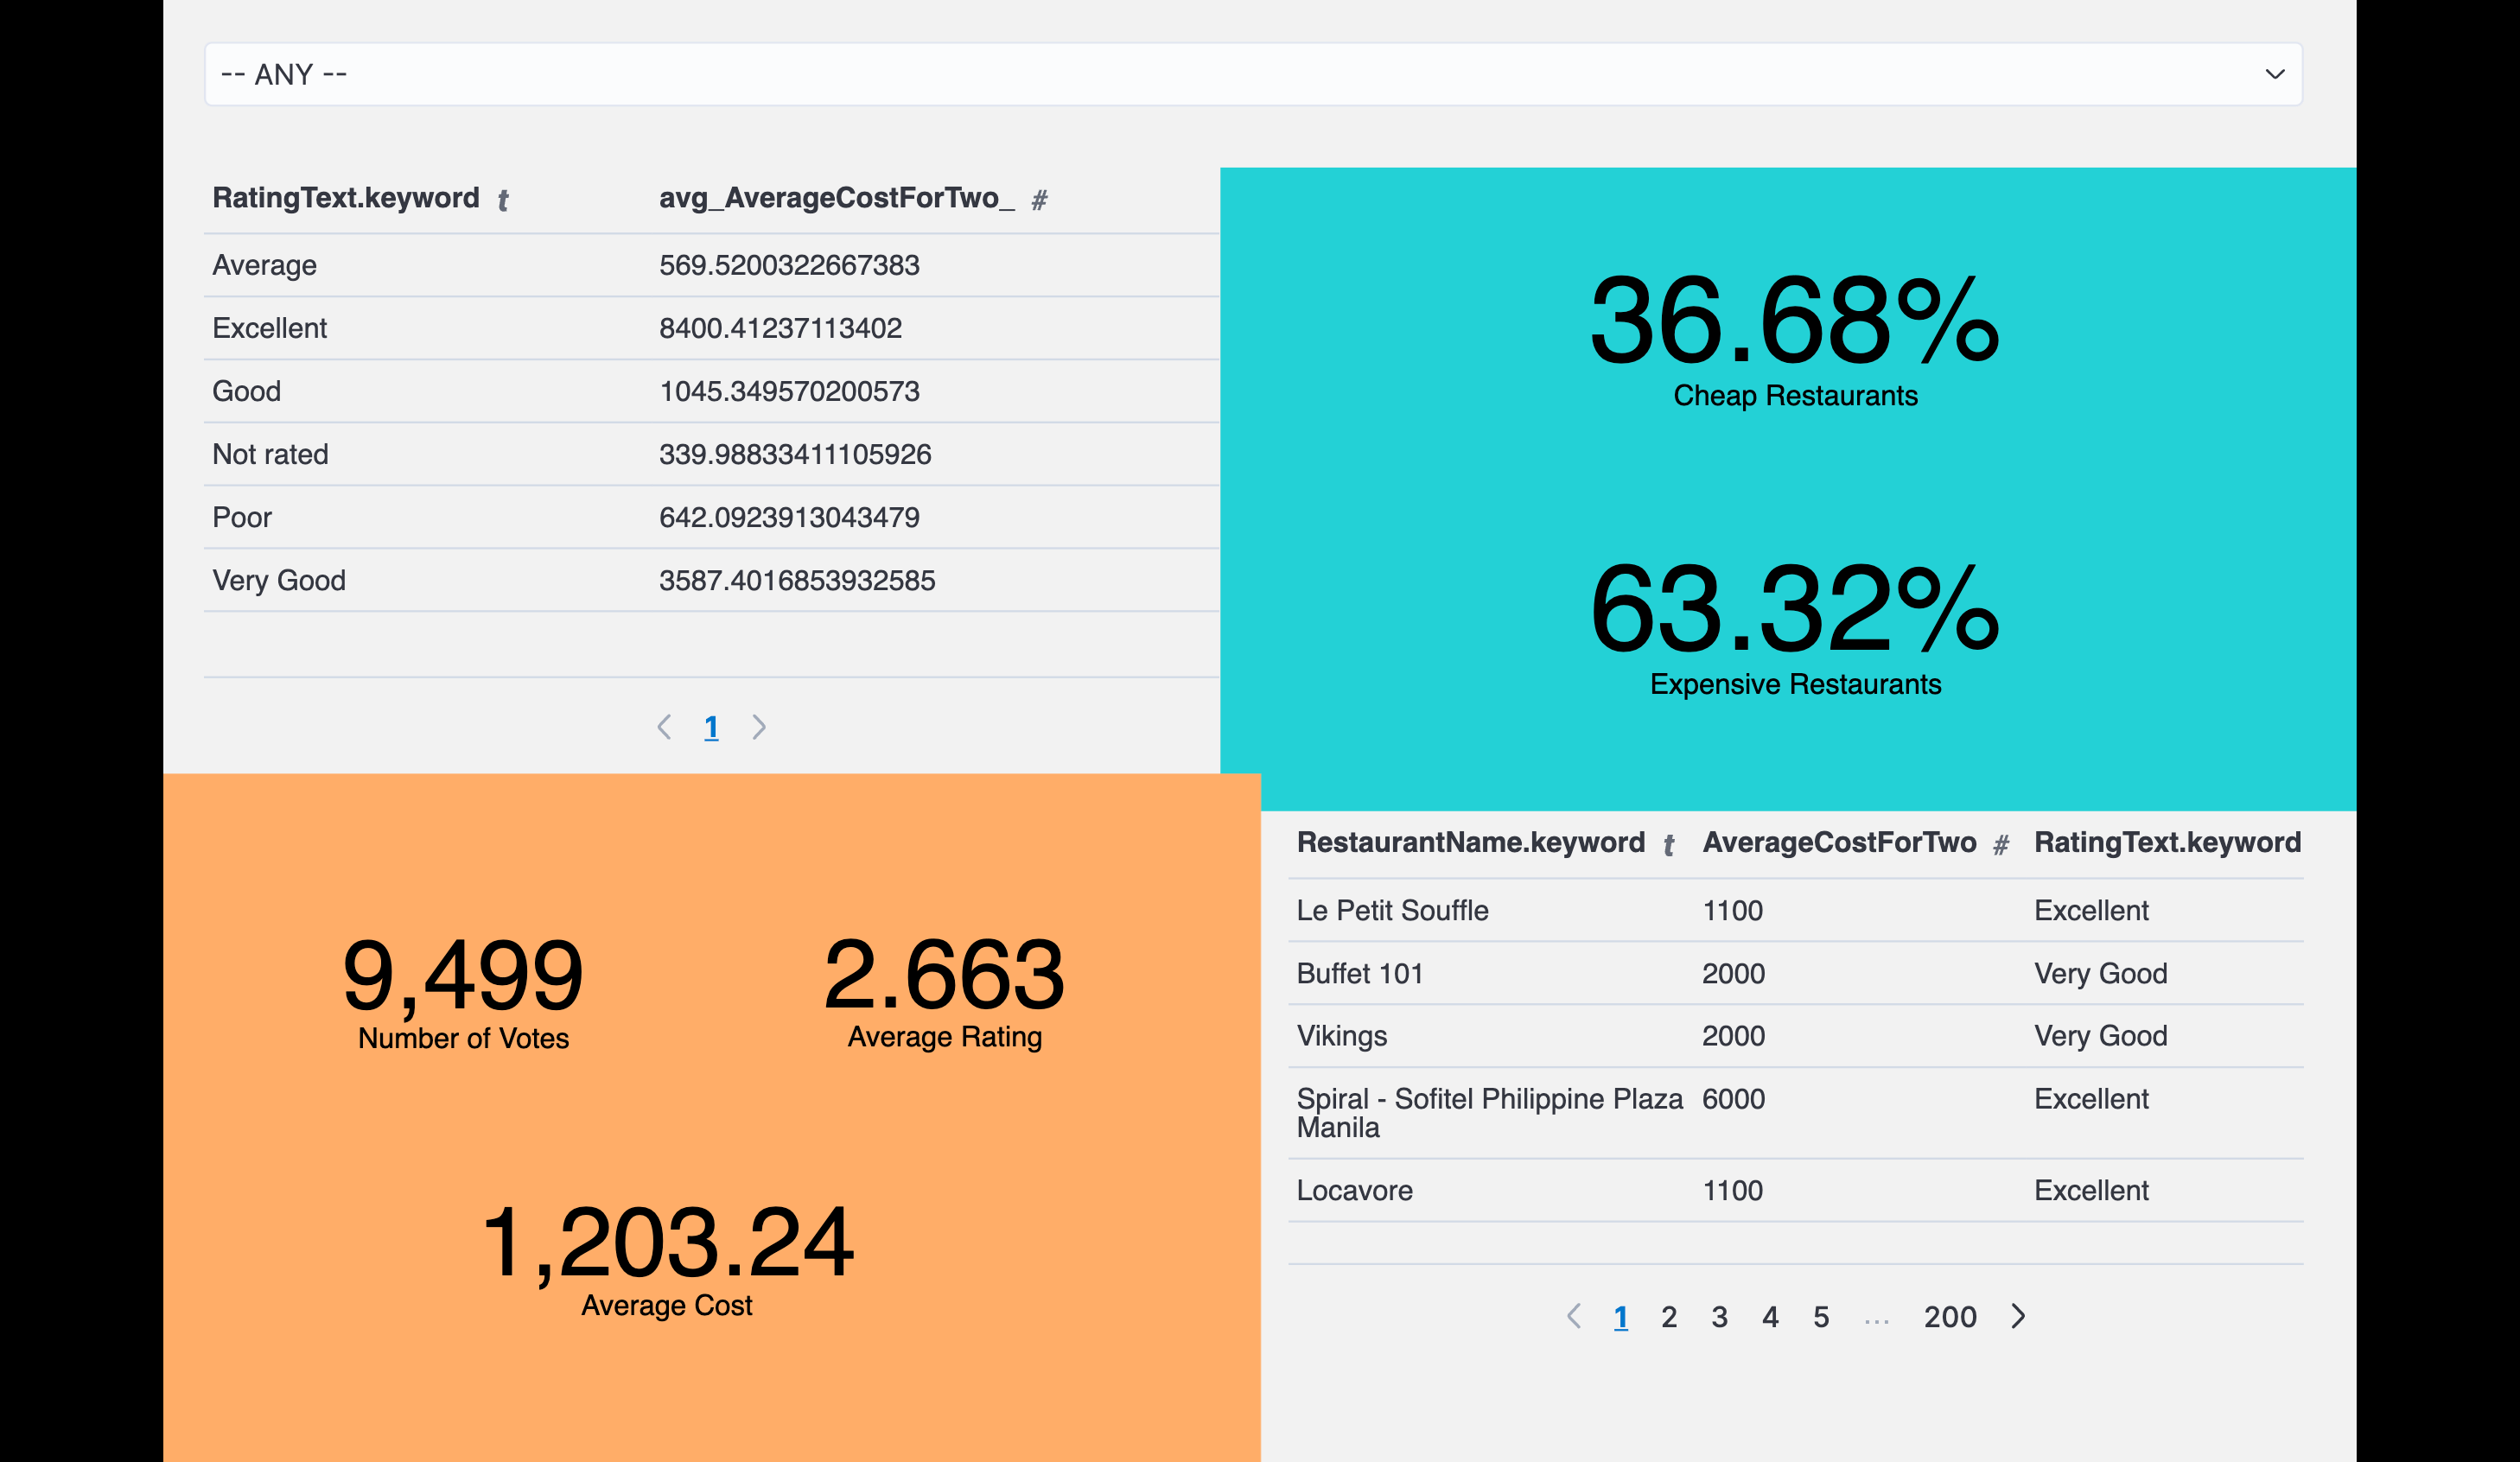 -- ANY --
RatingText.keyword t avg_AverageCostForTwo_ #
Average 569.5200322667383
Excellent 8400.41237113402
Good 1045.349570200573
Not rated 339.98833411105926
Poor 642.0923913043479
Very Good 3587.4016853932585
1
36.68%
Cheap Restaurants
63.32%
Expensive Restaurants
9,499 2.663
Number of Votes Average Rating
1,203.24
Average Cost
RestaurantName.keyword t AverageCostForTwo # RatingText.keyword
Le Petit Souffle 1100 Excellent
Buffet 101 2000 Very Good
Vikings 2000 Very Good
Spiral - Sofitel Philippine Plaza 6000 Excellent
Manila
Locavore 1100 Excellent
1 2 3 4 5 ... 200